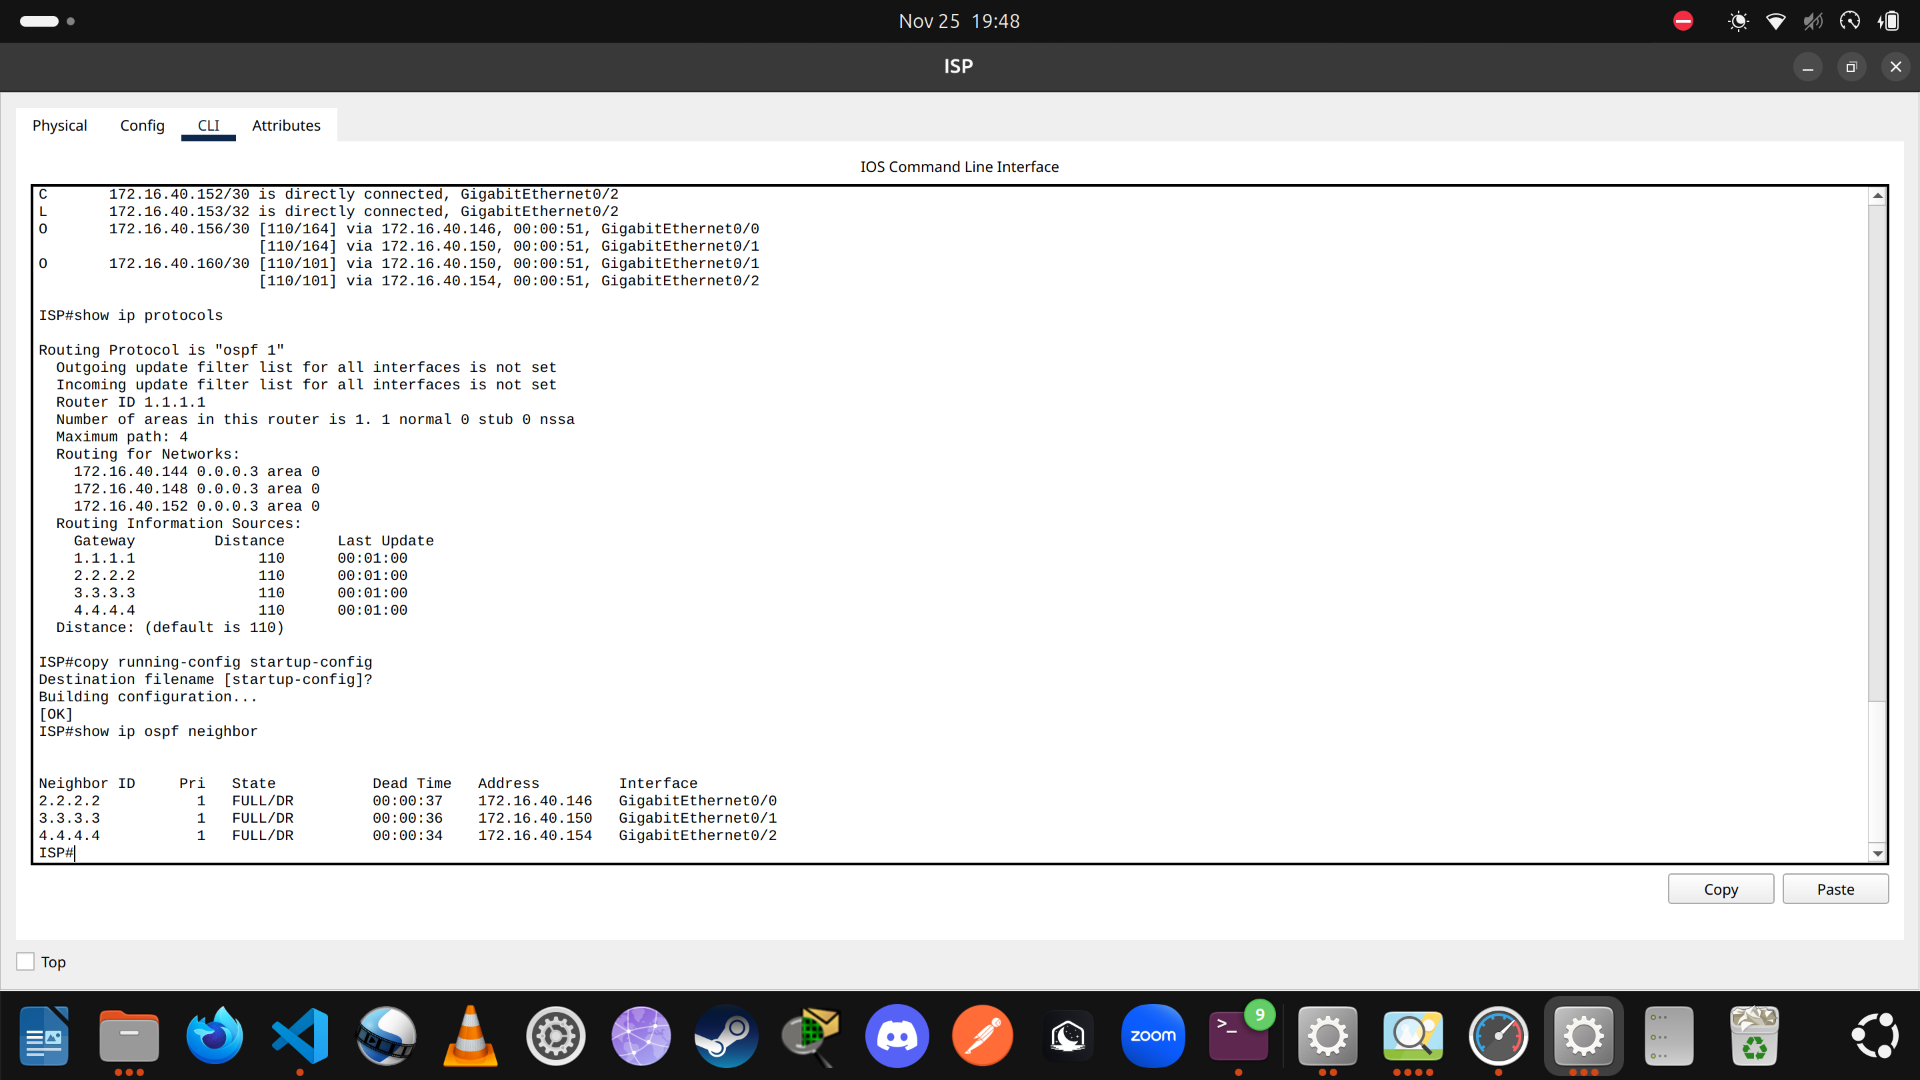 Nov 25 19:48
ISP
Physical Config CLI Attributes
IOS Command Line Interface
C       172.16.40.152/30 is directly connected, GigabitEthernet0/2
L       172.16.40.153/32 is directly connected, GigabitEthernet0/2
O       172.16.40.156/30 [110/164] via 172.16.40.146, 00:00:51, GigabitEthernet0/0
                         [110/164] via 172.16.40.150, 00:00:51, GigabitEthernet0/1
O       172.16.40.160/30 [110/101] via 172.16.40.150, 00:00:51, GigabitEthernet0/1
                         [110/101] via 172.16.40.154, 00:00:51, GigabitEthernet0/2
ISP#show ip protocols
Routing Protocol is "ospf 1"
  Outgoing update filter list for all interfaces is not set
  Incoming update filter list for all interfaces is not set
  Router ID 1.1.1.1
  Number of areas in this router is 1. 1 normal 0 stub 0 nssa
  Maximum path: 4
  Routing for Networks:
    172.16.40.144 0.0.0.3 area 0
    172.16.40.148 0.0.0.3 area 0
    172.16.40.152 0.0.0.3 area 0
  Routing Information Sources:
    Gateway         Distance      Last Update
    1.1.1.1              110      00:01:00
    2.2.2.2              110      00:01:00
    3.3.3.3              110      00:01:00
    4.4.4.4              110      00:01:00
  Distance: (default is 110)
ISP#copy running-config startup-config
Destination filename [startup-config]?
Building configuration...
[OK]
ISP#show ip ospf neighbor
Neighbor ID     Pri   State           Dead Time   Address         Interface
2.2.2.2           1   FULL/DR         00:00:37    172.16.40.146   GigabitEthernet0/0
3.3.3.3           1   FULL/DR         00:00:36    172.16.40.150   GigabitEthernet0/1
4.4.4.4           1   FULL/DR         00:00:34    172.16.40.154   GigabitEthernet0/2
ISP#
Copy Paste
Top
zoom
>_
9